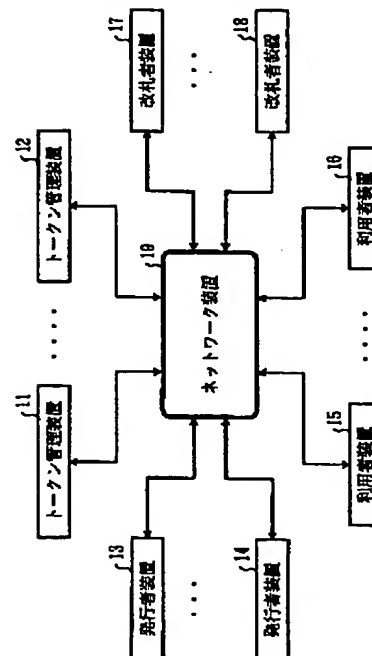 11
トークン管理装置
12
トークン管理装置
13
発行者装置
19
ネットワーク装置
17
改札者装置
14
発行者装置
18
改札者装置
15
利用者装置
16
利用者装置